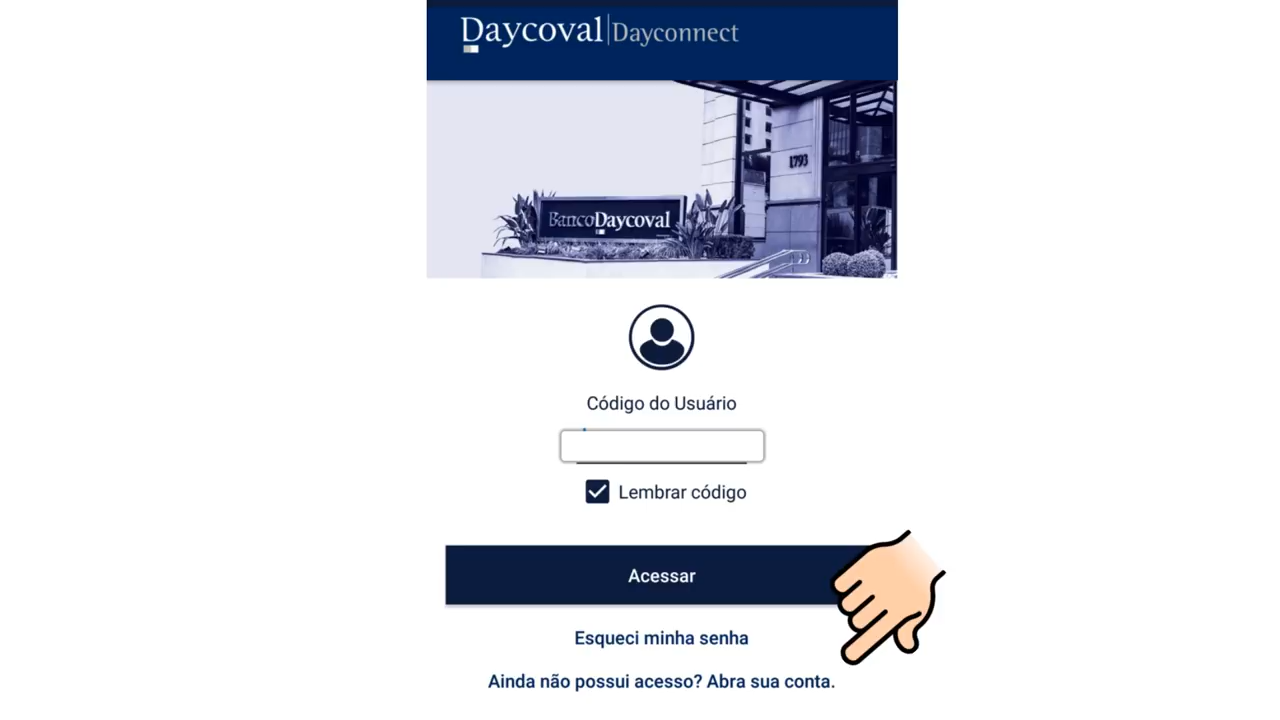 Daycoval|Dayconnect
1793
BancoDaycoval
Código do Usuário
Lembrar código
Acessar
Esqueci minha senha
Ainda não possui acesso? Abra sua conta.